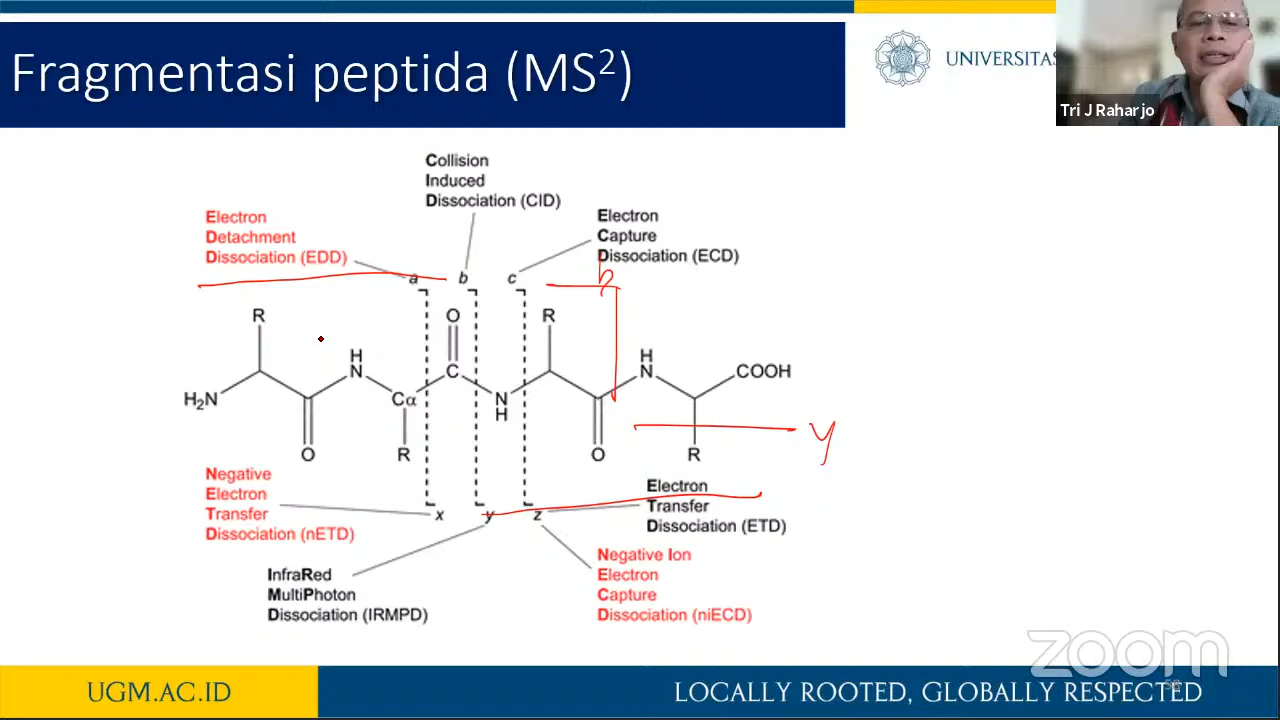 Fragmentasi peptida (MS²)
UNIVERSITAS
Tri J Raharjo
Collision
Induced
Dissociation (CID)
Electron
Detachment
Dissociation (EDD)
Electron
Capture
Dissociation (ECD)
a
b
c
b
R
O
R
H
N
H
N
COOH
H₂N
Cα
C
N
H
O
R
O
R
y
Negative
Electron
Transfer
Dissociation (nETD)
x
y
z
Electron
Transfer
Dissociation (ETD)
InfraRed
MultiPhoton
Dissociation (IRMPD)
Negative Ion
Electron
Capture
Dissociation (niECD)
zoom
UGM.AC.ID
LOCALLY ROOTED, GLOBALLY RESPECTED